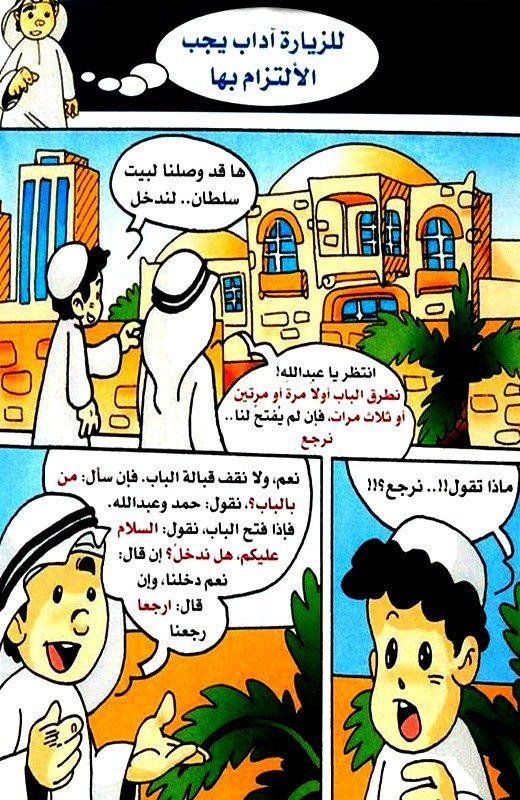 للزيارة آداب يجب
الألتزام بها
ها قد وصلنا لبيت
سلطان.. لندخل
انتظر يا عبدالله!
نطرق الباب أولاً مرة أو مرتين
أو ثلاث مرات، فإن لم يُفتح لنا..
نرجع
ماذا تقول!!.. نرجع؟!!
نعم، ولا نقف قبالة الباب. فإن سأل: من
بالباب؟، نقول: حمد وعبدالله.
فإذا فتح الباب، نقول: السلام
عليكم، هل ندخل؟ إن قال:
نعم دخلنا، وإن
قال: ارجعا
رجعنا